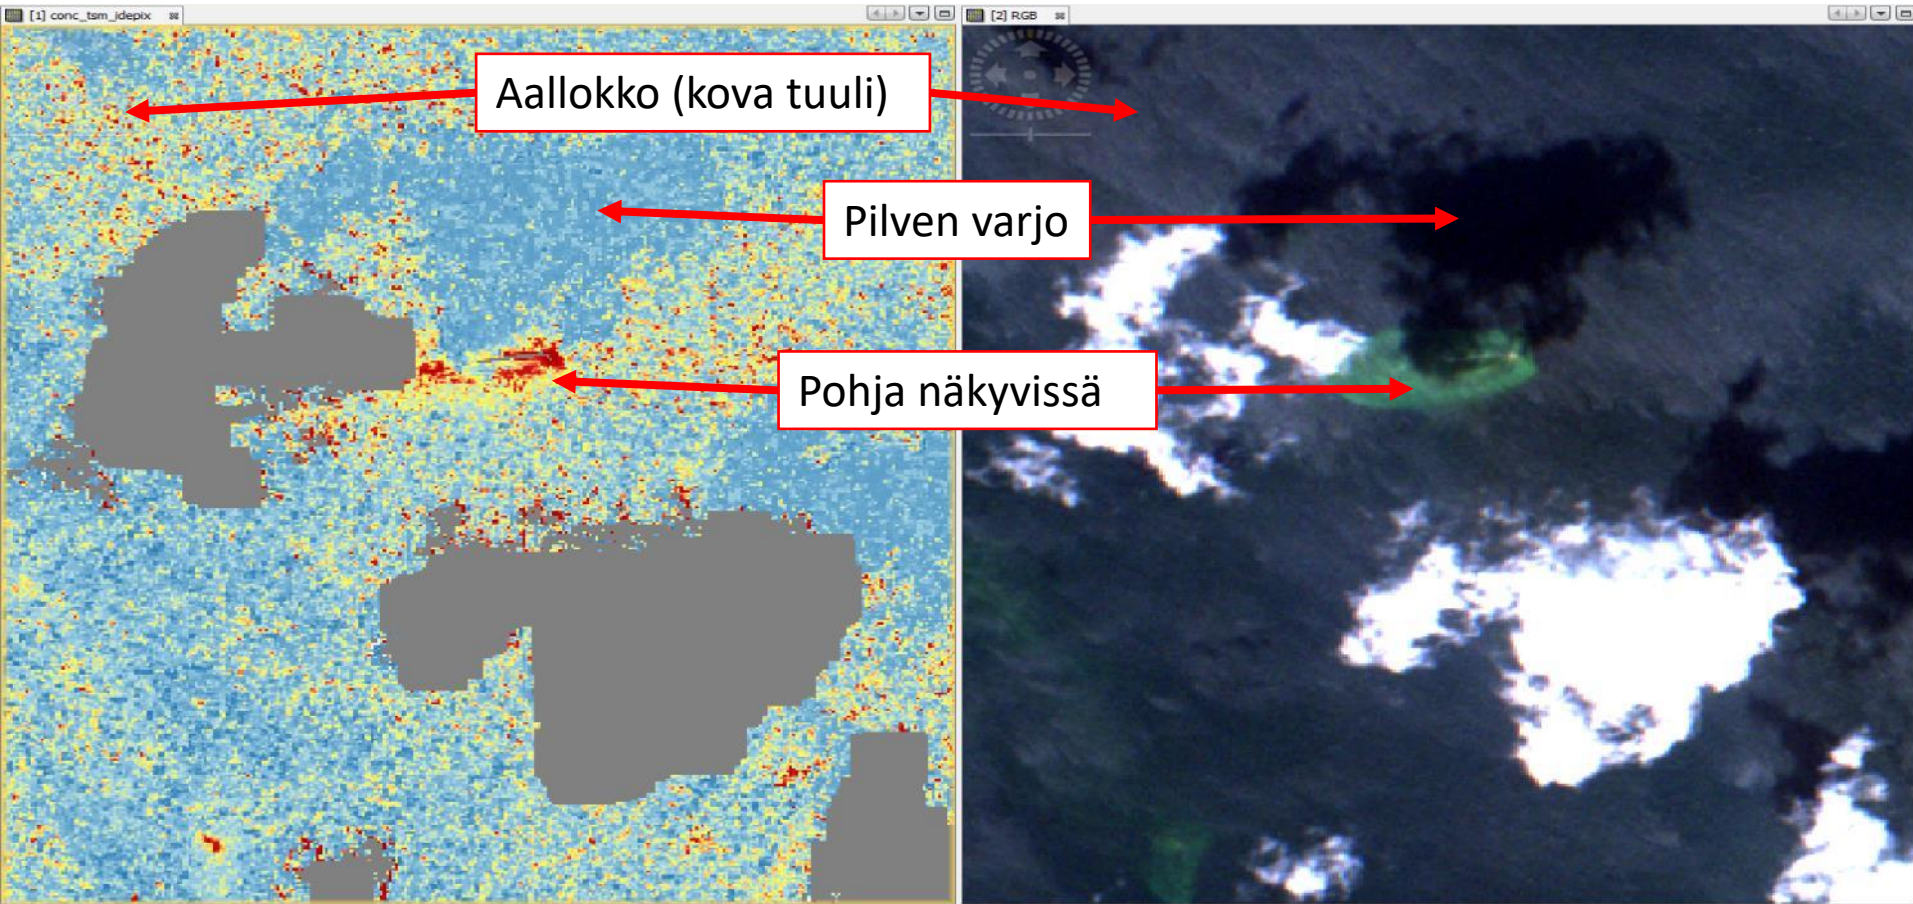 [1] conc_tsm_idepix
[2] RGB
Aallokko (kova tuuli)
Pilven varjo
Pohja näkyvissä